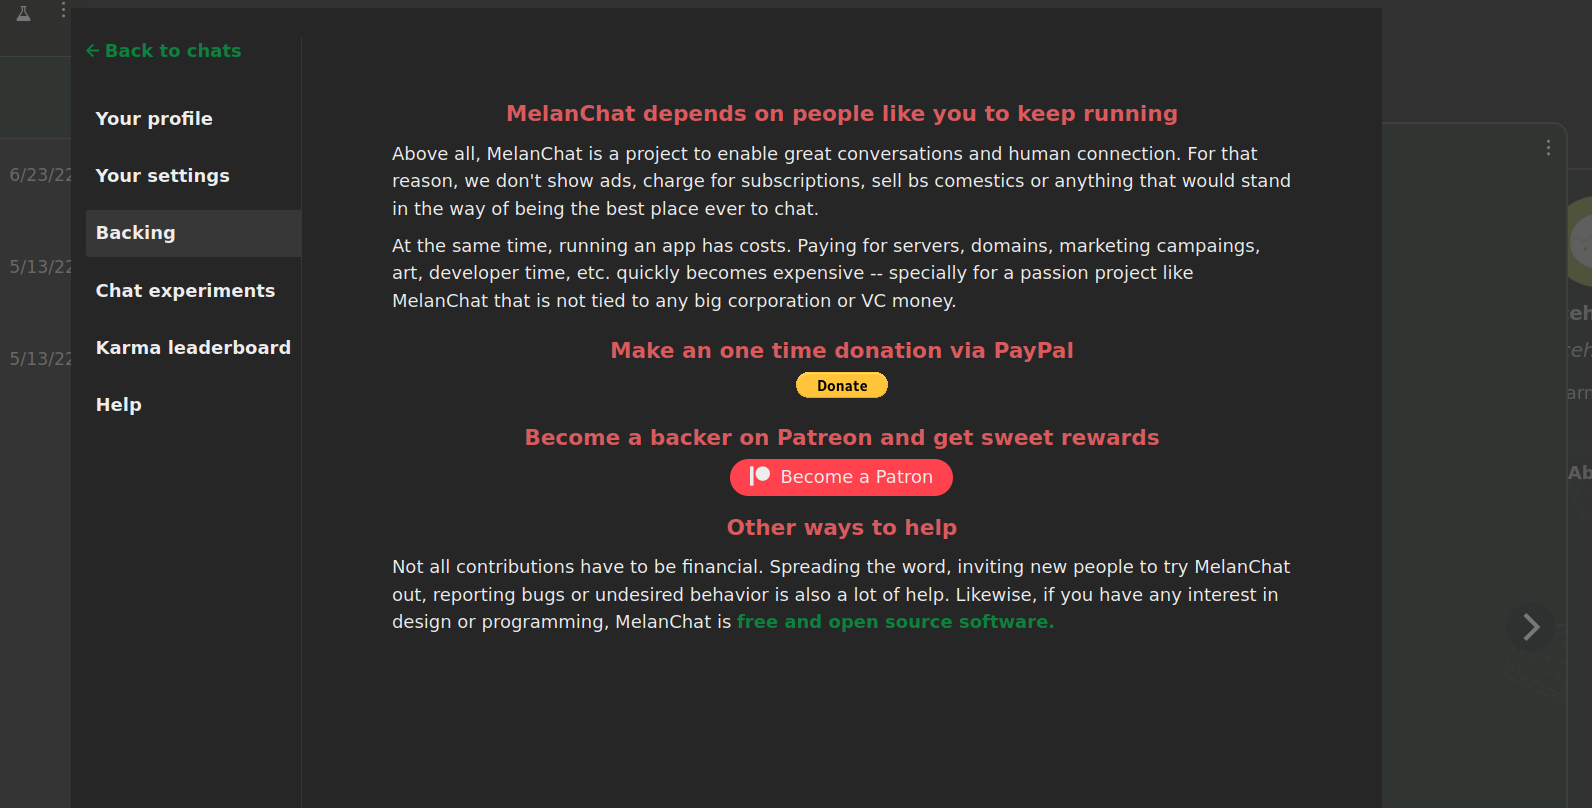 Back to chats
Your profile
Your settings
Backing
Chat experiments
Karma leaderboard
Help
6/23/22
5/13/22
5/13/22
MelanChat depends on people like you to keep running
Above all, MelanChat is a project to enable great conversations and human connection. For that
reason, we don't show ads, charge for subscriptions, sell bs comestics or anything that would stand
in the way of being the best place ever to chat.
At the same time, running an app has costs. Paying for servers, domains, marketing campaings,
art, developer time, etc. quickly becomes expensive -- specially for a passion project like
MelanChat that is not tied to any big corporation or VC money.
Make an one time donation via PayPal
Donate
Become a backer on Patreon and get sweet rewards
Become a Patron
Other ways to help
Not all contributions have to be financial. Spreading the word, inviting new people to try MelanChat
out, reporting bugs or undesired behavior is also a lot of help. Likewise, if you have any interest in
design or programming, MelanChat is free and open source software.